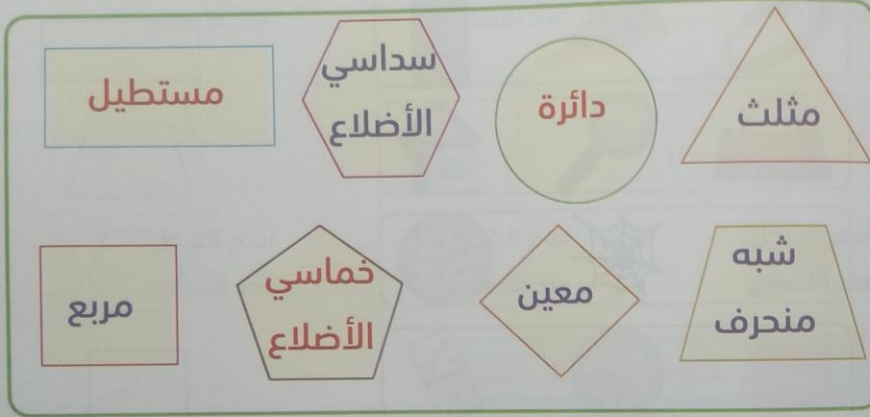 مثلث
دائرة
سداسي
الأضلاع
مستطيل
شبه
منحرف
معين
خماسي
الأضلاع
مربع